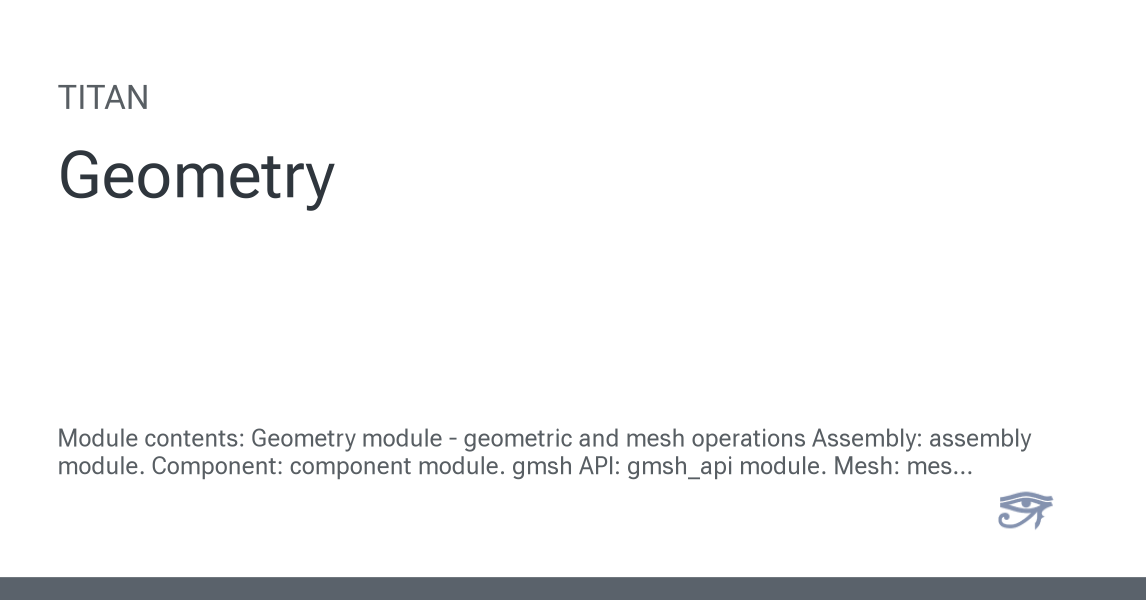 TITAN
Geometry
Module contents: Geometry module - geometric and mesh operations Assembly: assembly
module. Component: component module. gmsh API: gmsh_api module. Mesh: mes...